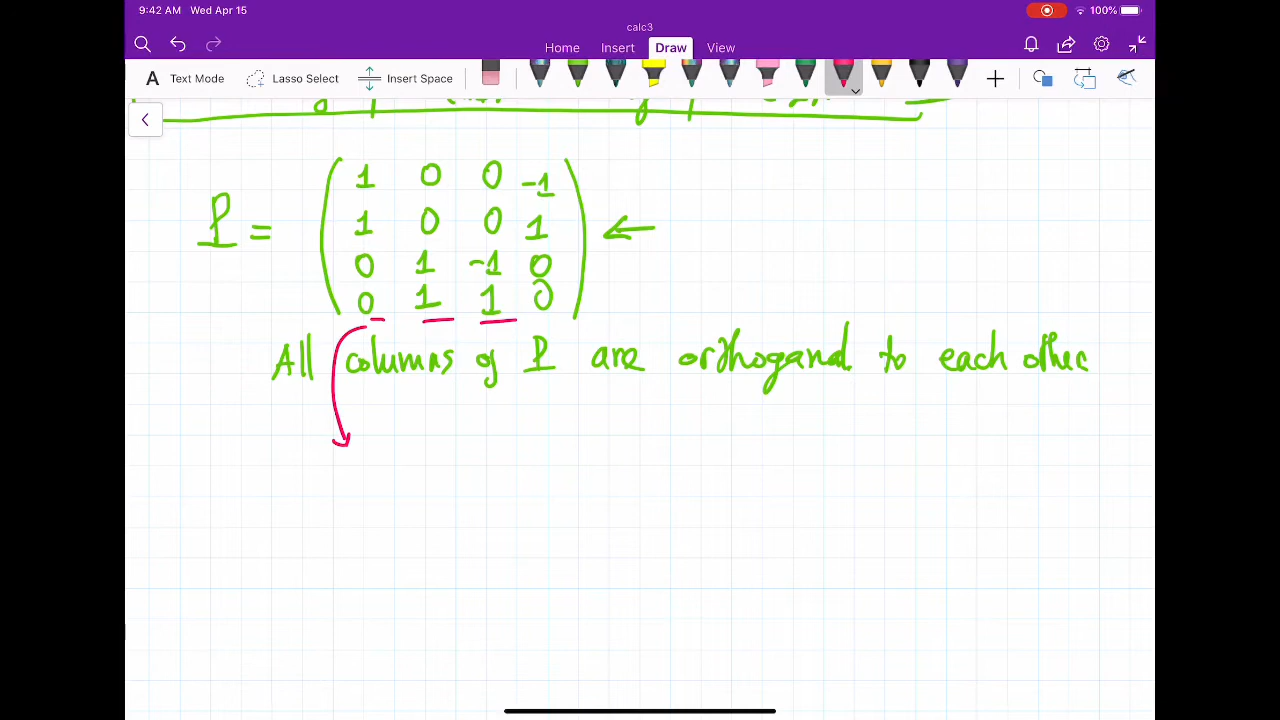 9:42 AM Wed Apr 15
100%
calc3
Home Insert Draw View
A Text Mode Lasso Select Insert Space
P = 1 0 0 -1
1 0 0 1 ←
0 1 -1 0
0 1 1 0
All columns of P are orthogonal to each other